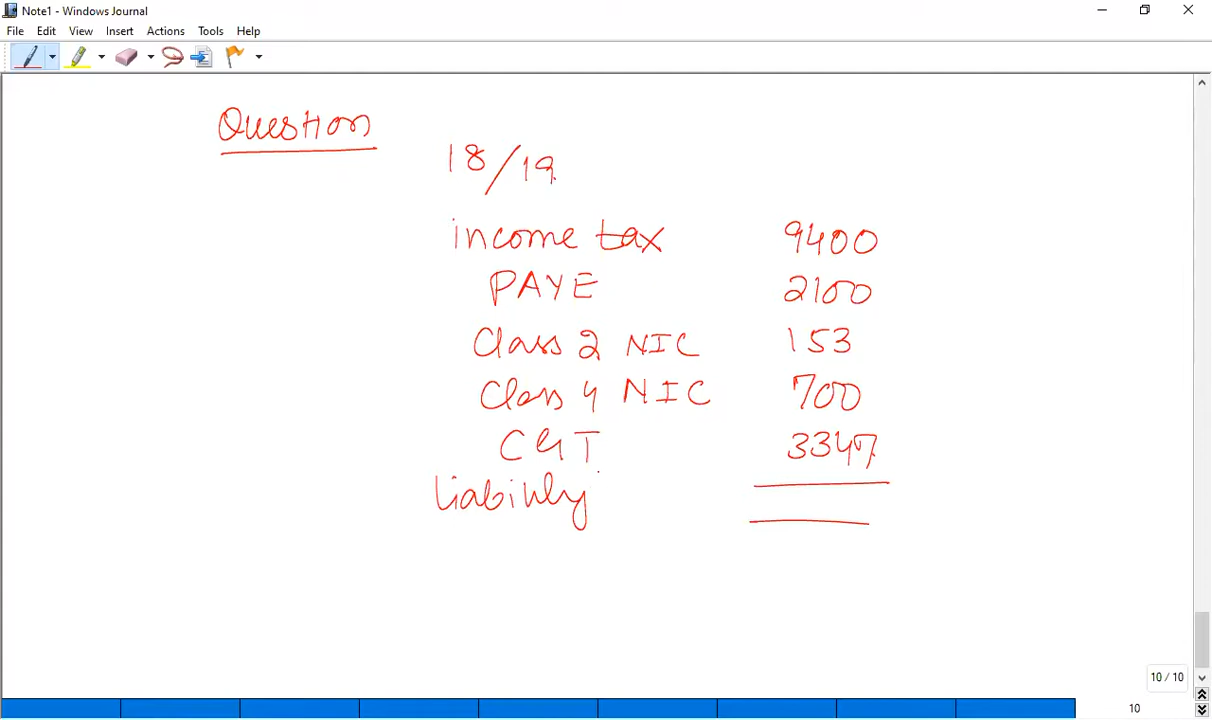 Note1 - Windows Journal
File Edit View Insert Actions Tools Help
Question
18/19
income tax 9400
PAYE 2100
Class 2 NIC 153
Class 4 NIC 700
CGT 3347
liability
10 / 10
10